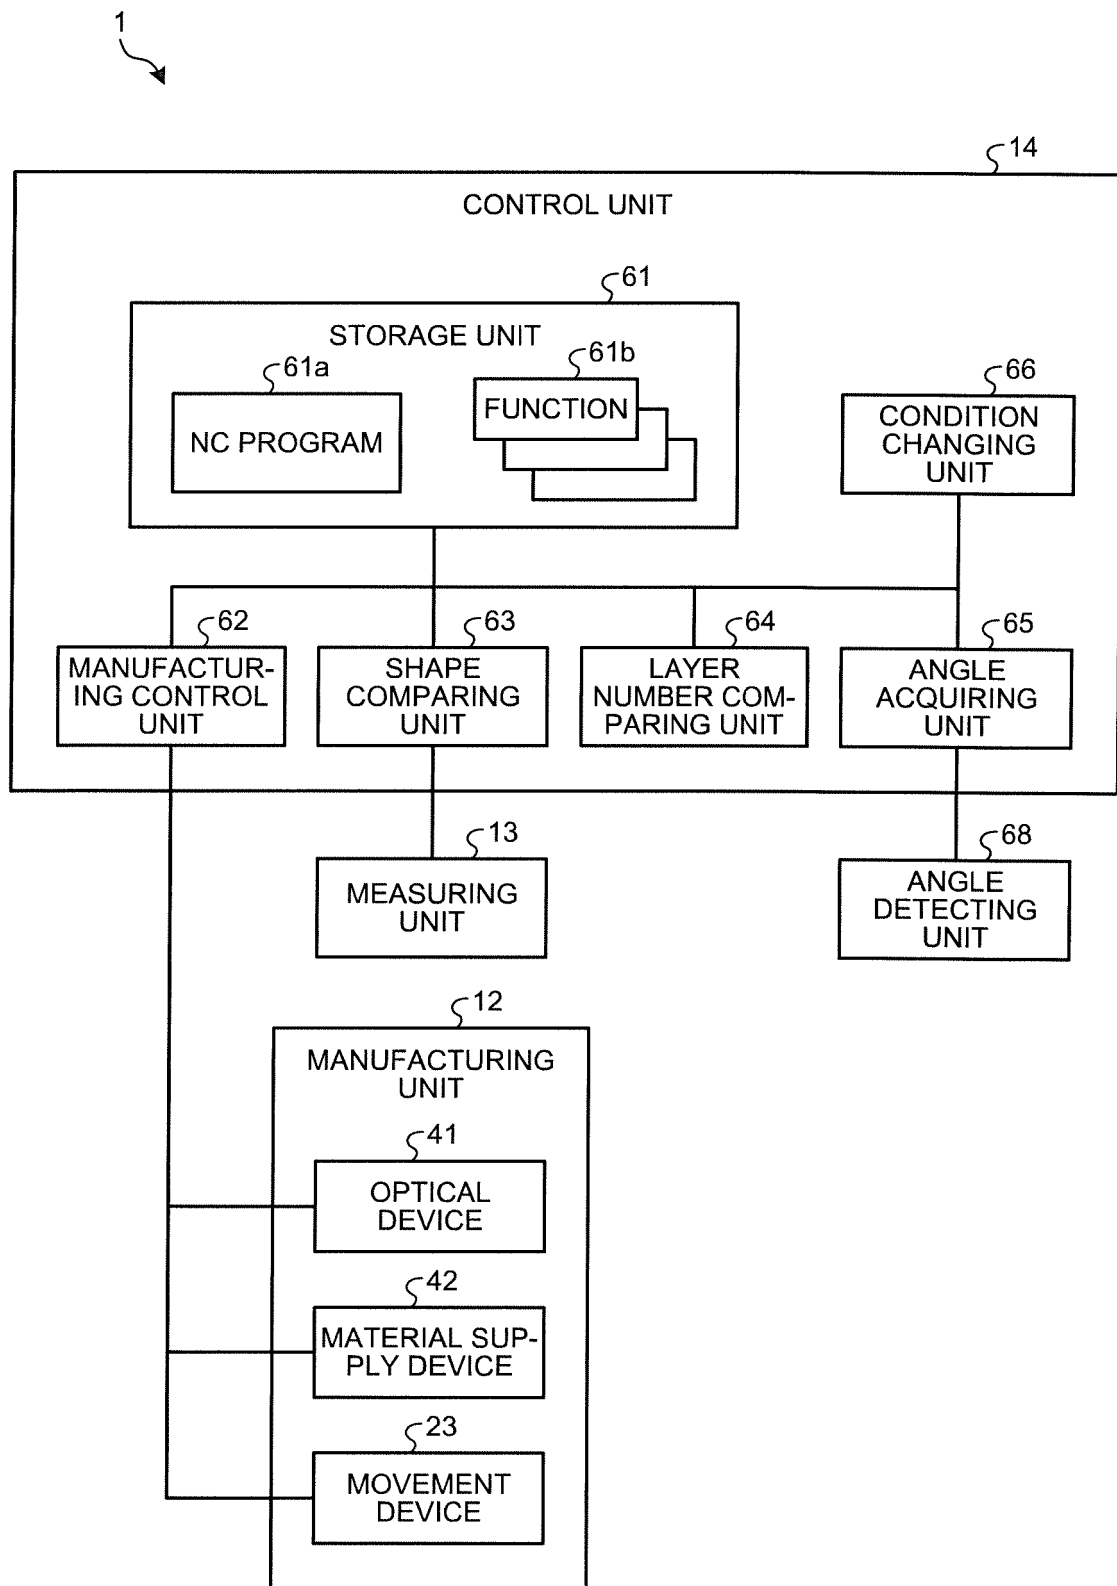 1
14
CONTROL UNIT
61
STORAGE UNIT
61a
NC PROGRAM
61b
FUNCTION
66
CONDITION
CHANGING
UNIT
62
MANUFACTUR-
ING CONTROL
UNIT
63
SHAPE
COMPARING
UNIT
64
LAYER
NUMBER COM-
PARING UNIT
65
ANGLE
ACQUIRING
UNIT
13
MEASURING
UNIT
68
ANGLE
DETECTING
UNIT
12
MANUFACTURING
UNIT
41
OPTICAL
DEVICE
42
MATERIAL SUP-
PLY DEVICE
23
MOVEMENT
DEVICE